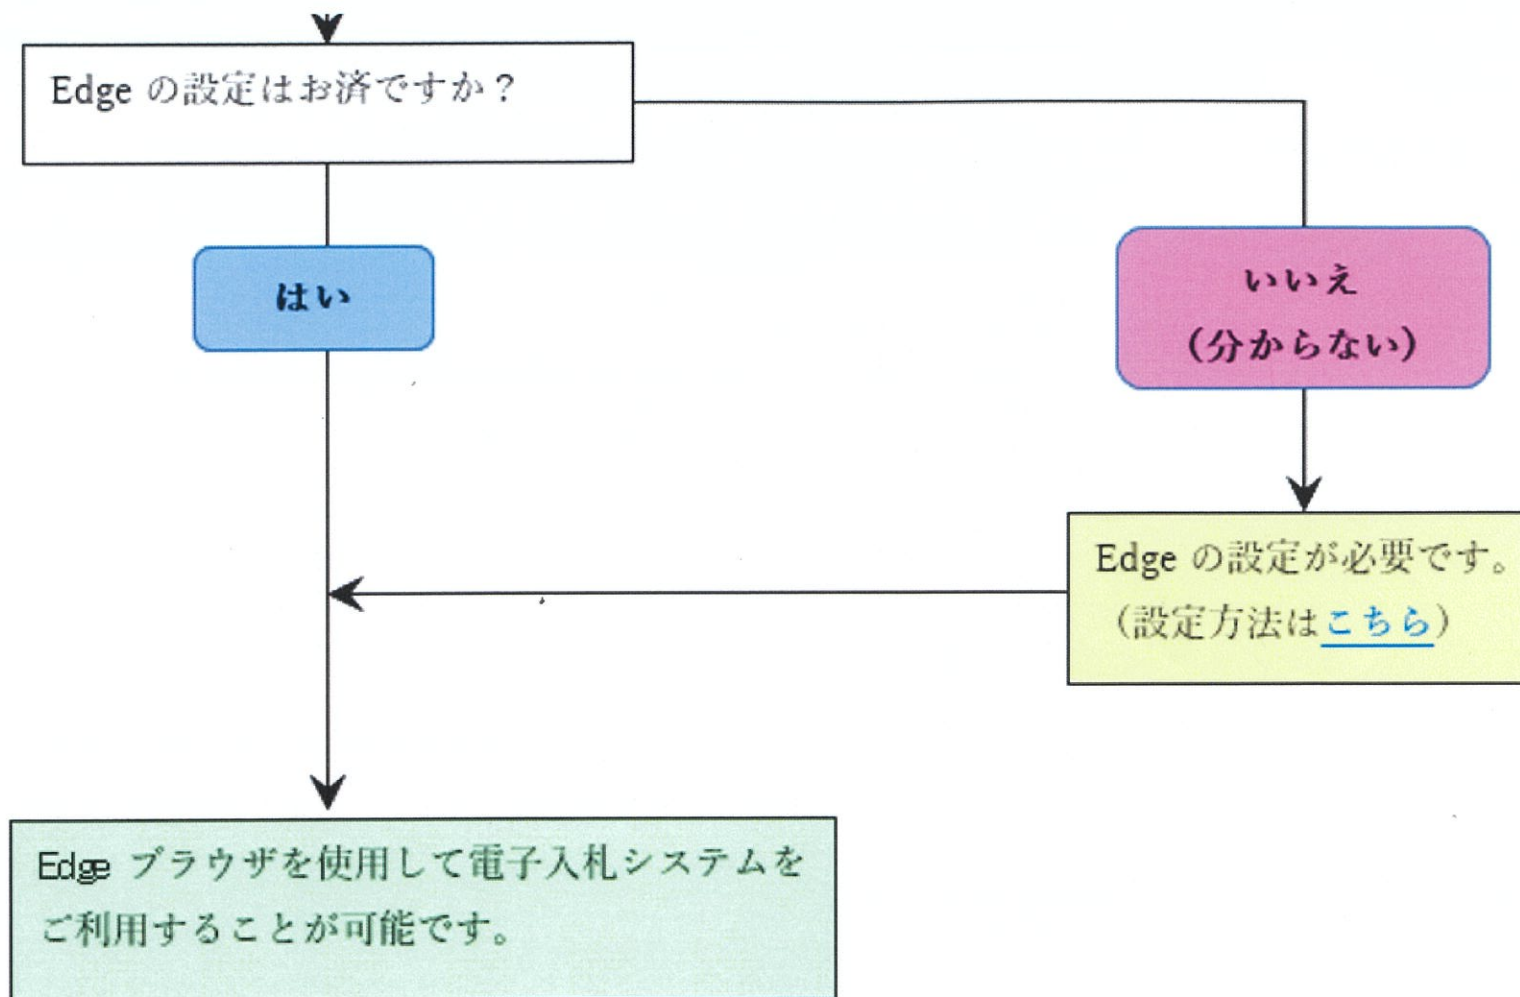 Edge の設定はお済ですか？
はい
いいえ
(分からない)
Edge の設定が必要です。
（設定方法はこちら）
Edge ブラウザを使用して電子入札システムを
ご利用することが可能です。